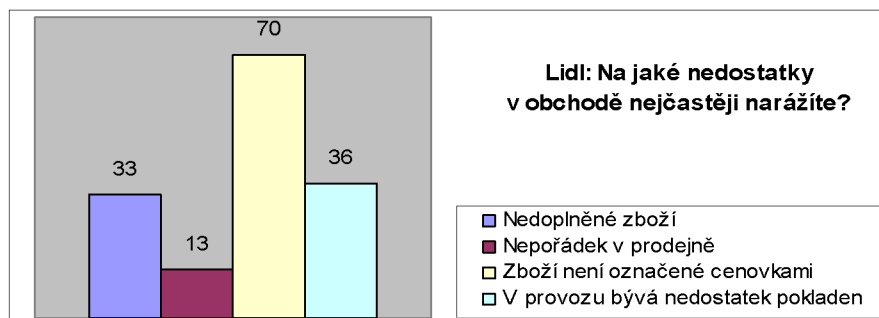 70
36
33
13
Lidl: Na jaké nedostatky
v obchodě nejčastěji narážíte?
Nedoplněné zboží
Nepořádek v prodejně
Zboží není označené cenovkami
V provozu bývá nedostatek pokladen